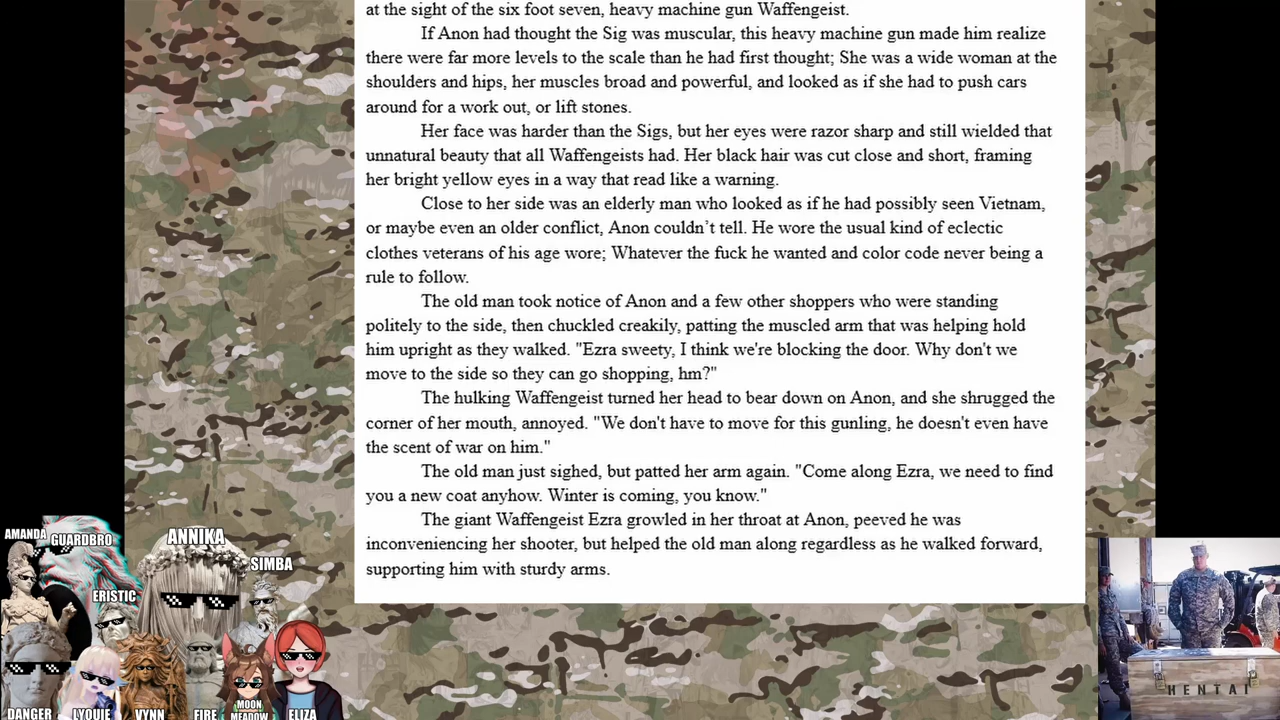 at the sight of the six foot seven, heavy machine gun Waffengeist.
If Anon had thought the Sig was muscular, this heavy machine gun made him realize
there were far more levels to the scale than he had first thought; She was a wide woman at the
shoulders and hips, her muscles broad and powerful, and looked as if she had to push cars
around for a work out, or lift stones.
Her face was harder than the Sigs, but her eyes were razor sharp and still wielded that
unnatural beauty that all Waffengeists had. Her black hair was cut close and short, framing
her bright yellow eyes in a way that read like a warning.
Close to her side was an elderly man who looked as if he had possibly seen Vietnam,
or maybe even an older conflict, Anon couldn’t tell. He wore the usual kind of eclectic
clothes veterans of his age wore; Whatever the fuck he wanted and color code never being a
rule to follow.
The old man took notice of Anon and a few other shoppers who were standing
politely to the side, then chuckled creakily, patting the muscled arm that was helping hold
him upright as they walked. "Ezra sweety, I think we're blocking the door. Why don't we
move to the side so they can go shopping, hm?"
The hulking Waffengeist turned her head to bear down on Anon, and she shrugged the
corner of her mouth, annoyed. "We don't have to move for this gunling, he doesn't even have
the scent of war on him."
The old man just sighed, but patted her arm again. "Come along Ezra, we need to find
you a new coat anyhow. Winter is coming, you know."
The giant Waffengeist Ezra growled in her throat at Anon, peeved he was
inconveniencing her shooter, but helped the old man along regardless as he walked forward,
supporting him with sturdy arms.
AMANDA
GUARDBRO
ANNIKA
SIMBA
ERISTIC
DANGER
LYQUIE
VYNN
FIRE
MOON
MEADOW
ELIZA
HENTAI